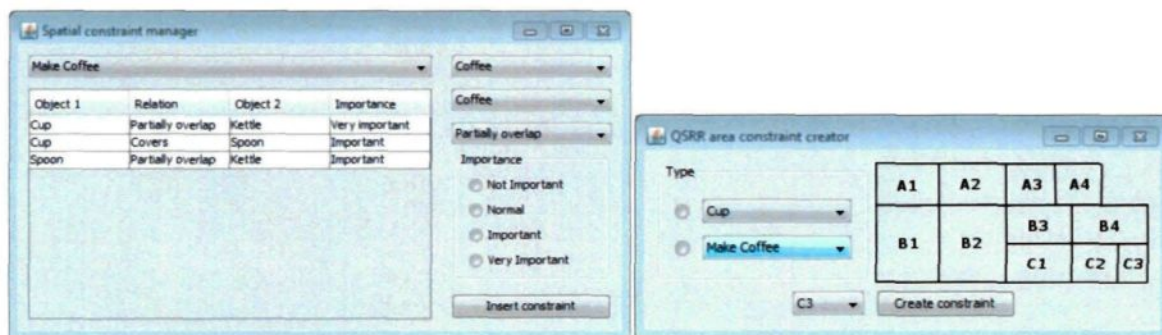 Spatial constraint manager
Make Coffee
Object 1 Relation Object 2 Importance
Cup Partially overlap Kettle Very important
Cup Covers Spoon Important
Spoon Partially overlap Kettle Important
Coffee
Coffee
Partially overlap
Importance
Not Important
Normal
Important
Very Important
Insert constraint
QSRR area constraint creator
Type
Cup
Make Coffee
A1 A2 A3 A4
B1 B2 B3 B4
C1 C2 C3
C3
Create constraint